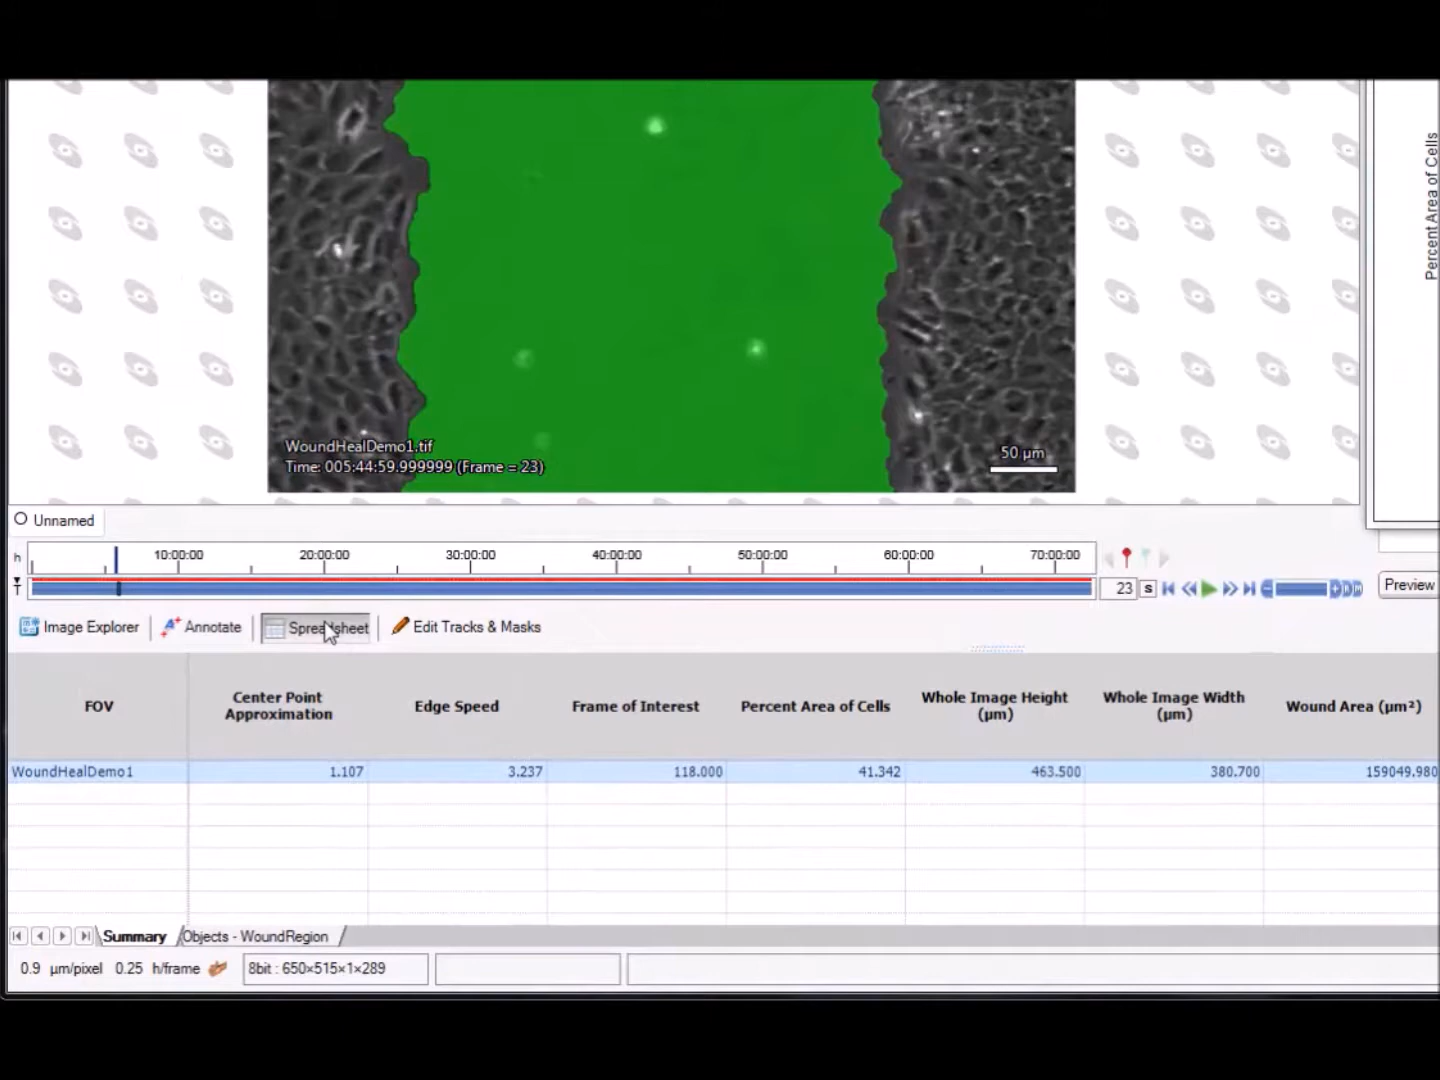 Percent Area of Cells
WoundHealDemo1.tif
Time: 005:44:59.999999 (Frame = 23)
50 µm
Unnamed
h 10:00:00 20:00:00 30:00:00 40:00:00 50:00:00 60:00:00 70:00:00
T 23 s
Preview
Image Explorer Annotate Spreadsheet Edit Tracks & Masks
FOV Center Point Approximation Edge Speed Frame of Interest Percent Area of Cells Whole Image Height (µm) Whole Image Width (µm) Wound Area (µm²)
WoundHealDemo1 1.107 3.237 118.000 41.342 463.500 380.700 159049.980
Summary Objects - WoundRegion
0.9 µm/pixel 0.25 h/frame 8bit : 650×515×1×289